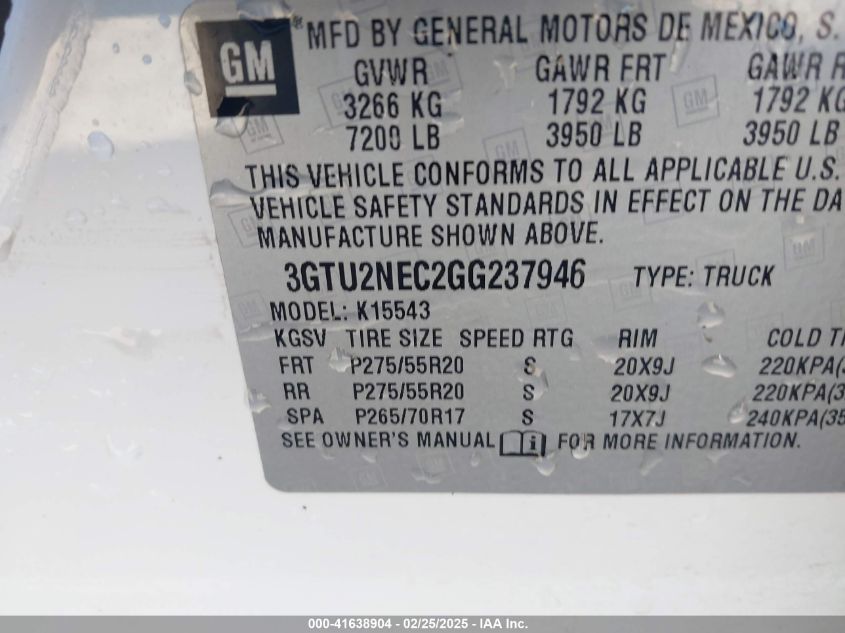 GM
MFD BY GENERAL MOTORS DE MEXICO, S.
GVWR GAWR FRT GAWR
3266 KG 1792 KG 1792 KG
7200 LB 3950 LB 3950 LB
THIS VEHICLE CONFORMS TO ALL APPLICABLE U.S.
VEHICLE SAFETY STANDARDS IN EFFECT ON THE DA
MANUFACTURE SHOWN ABOVE.
3GTU2NEC2GG237946 TYPE: TRUCK
MODEL: K15543
KGSV TIRE SIZE SPEED RTG RIM COLD
FRT P275/55R20 S 20X9J 220KPA(
RR P275/55R20 S 20X9J 220KPA(3
SPA P265/70R17 S 17X7J 240KPA(35
SEE OWNER'S MANUAL i FOR MORE INFORMATION.
000-41638904 - 02/25/2025 - IAA Inc.